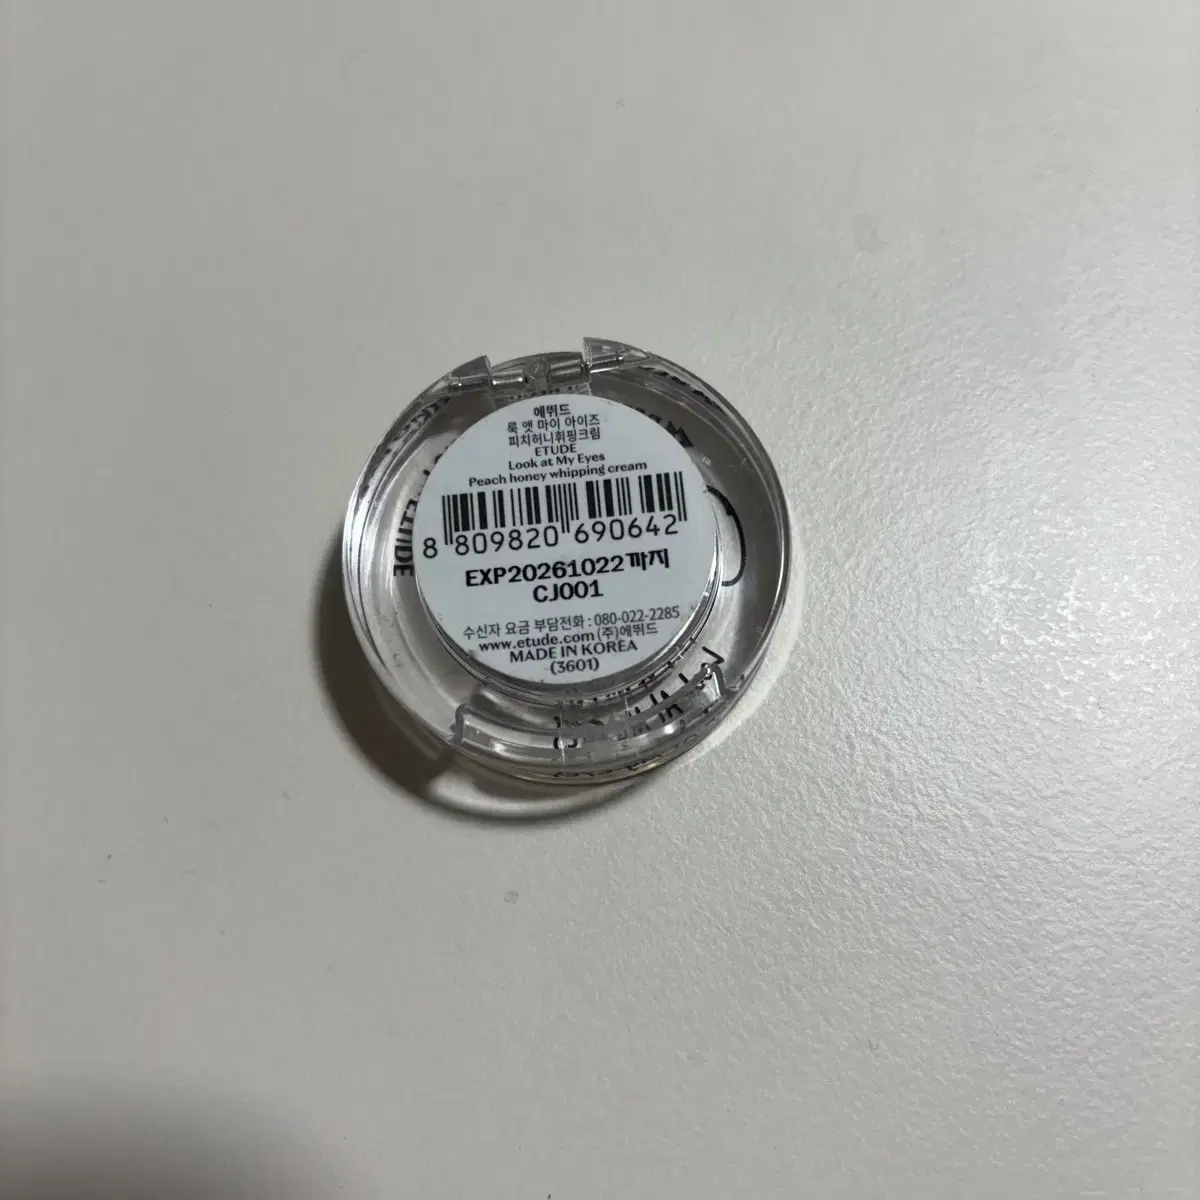 에뛰드
룩 앳 마이 아이즈
피치허니휘핑크림
ETUDE
Look at My Eyes
Peach honey whipping cream
8 809820 690642
EXP20261022까지
CJ001
수신자 요금 부담전화 : 080-022-2285
www.etude.com (주)에뛰드
MADE IN KOREA
(3601)
ETUDE